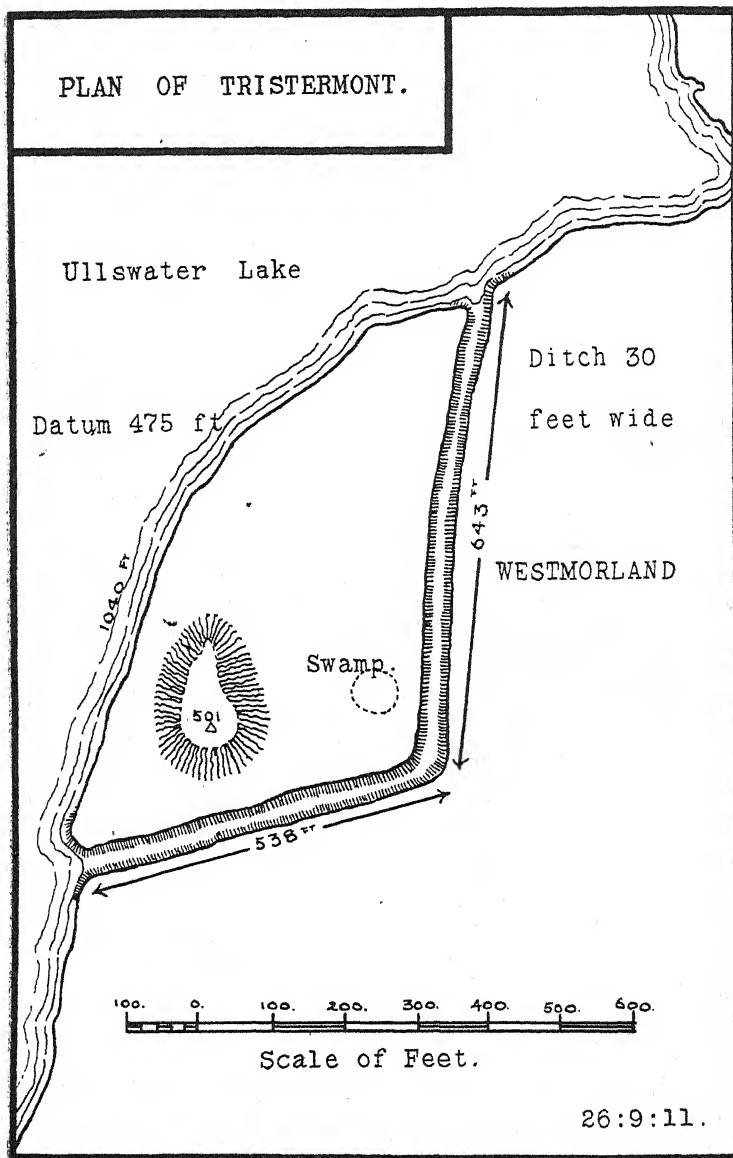 PLAN OF TRISTERMONT.
Ullswater Lake
Ditch 30
feet wide
Datum 475 ft
643 FT
WESTMORLAND
1040 FT
Swamp.
501
538 FT
100. 0. 100. 200. 300. 400. 500. 600.
Scale of Feet.
26:9:11.